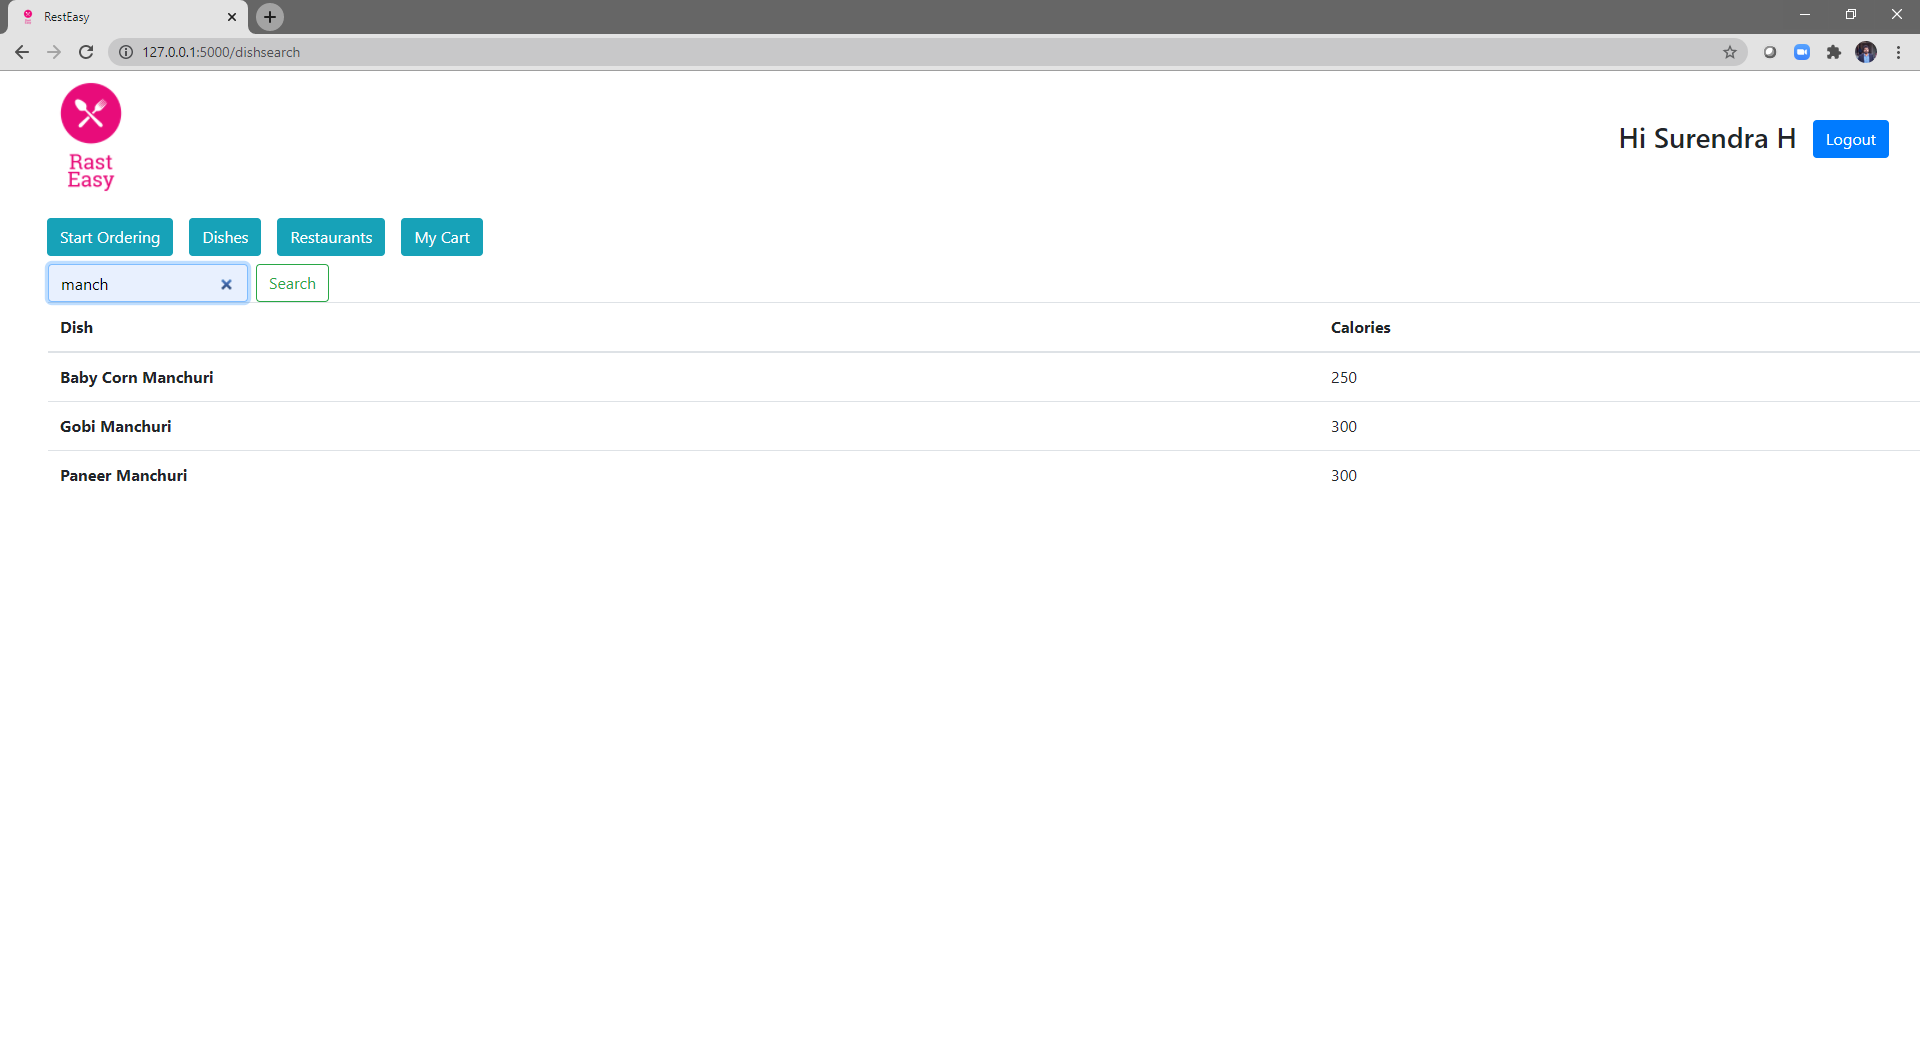 RestEasy
127.0.0.1:5000/dishsearch
Rast
Easy
Hi Surendra H Logout
Start Ordering Dishes Restaurants My Cart
manch Search
Dish Calories
Baby Corn Manchuri 250
Gobi Manchuri 300
Paneer Manchuri 300